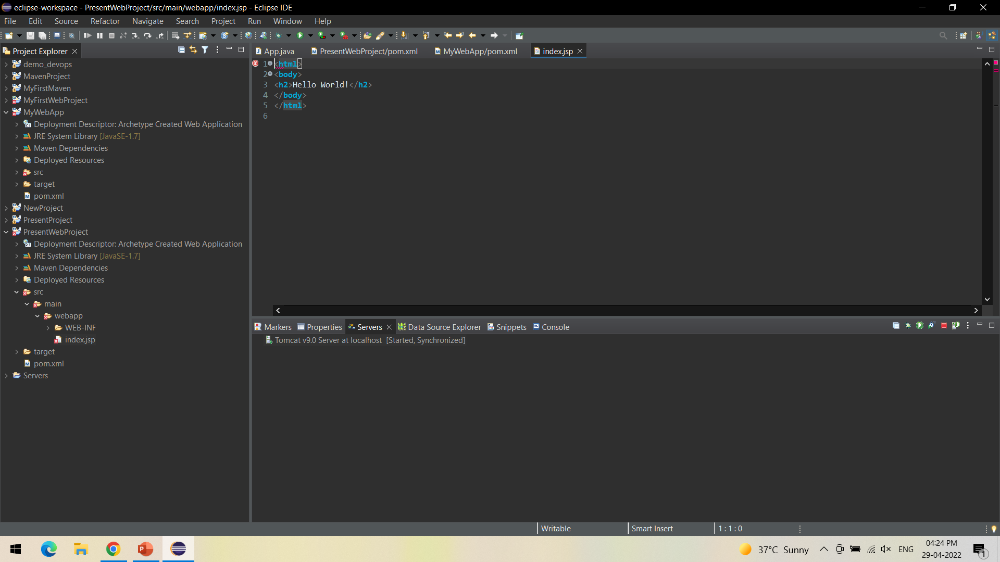 eclipse-workspace - PresentWebProject/src/main/webapp/index.jsp - Eclipse IDE
File Edit Source Refactor Navigate Search Project Run Window Help
Project Explorer
demo_devops
MavenProject
MyFirstMaven
MyFirstWebProject
MyWebApp
Deployment Descriptor: Archetype Created Web Application
JRE System Library [JavaSE-1.7]
Maven Dependencies
Deployed Resources
src
target
pom.xml
NewProject
PresentProject
PresentWebProject
Deployment Descriptor: Archetype Created Web Application
JRE System Library [JavaSE-1.7]
Maven Dependencies
Deployed Resources
src
main
webapp
WEB-INF
index.jsp
target
pom.xml
Servers
App.java PresentWebProject/pom.xml MyWebApp/pom.xml index.jsp
1 <html>
2 <body>
3 <h2>Hello World!</h2>
4 </body>
5 </html>
6
Markers Properties Servers Data Source Explorer Snippets Console
Tomcat v9.0 Server at localhost [Started, Synchronized]
Writable Smart Insert 1 : 1 : 0
37°C Sunny ENG 04:24 PM
29-04-2022
1